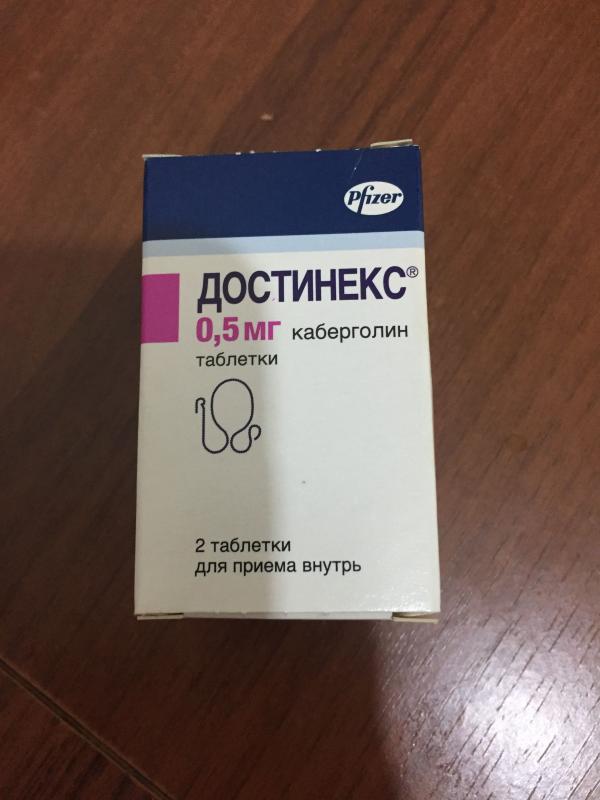 Pfizer
ДОСТИНЕКС®
0,5 мг каберголин
таблетки
2 таблетки
для приема внутрь